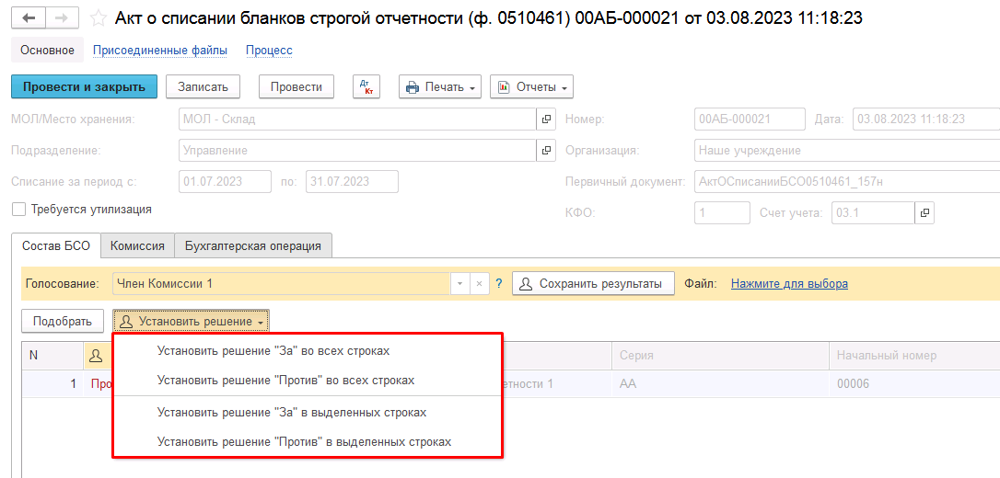 Акт о списании бланков строгой отчетности (ф. 0510461) 00АБ-000021 от 03.08.2023 11:18:23
Основное Присоединенные файлы Процесс
Провести и закрыть Записать Провести Дт Кт Печать Отчеты
МОЛ/Место хранения: МОЛ - Склад Номер: 00АБ-000021 Дата: 03.08.2023 11:18:23
Подразделение: Управление Организация: Наше учреждение
Списание за период с: 01.07.2023 по: 31.07.2023 Первичный документ: АктОСписанииБСО0510461_157н
Требуется утилизация КФО: 1 Счет учета: 03.1
Состав БСО Комиссия Бухгалтерская операция
Голосование: Член Комиссии 1 ? Сохранить результаты Файл: Нажмите для выбора
Подобрать Установить решение
Установить решение "За" во всех строках
Установить решение "Против" во всех строках
Установить решение "За" в выделенных строках
Установить решение "Против" в выделенных строках
N Серия Начальный номер
1 Про етности 1 АА 00006